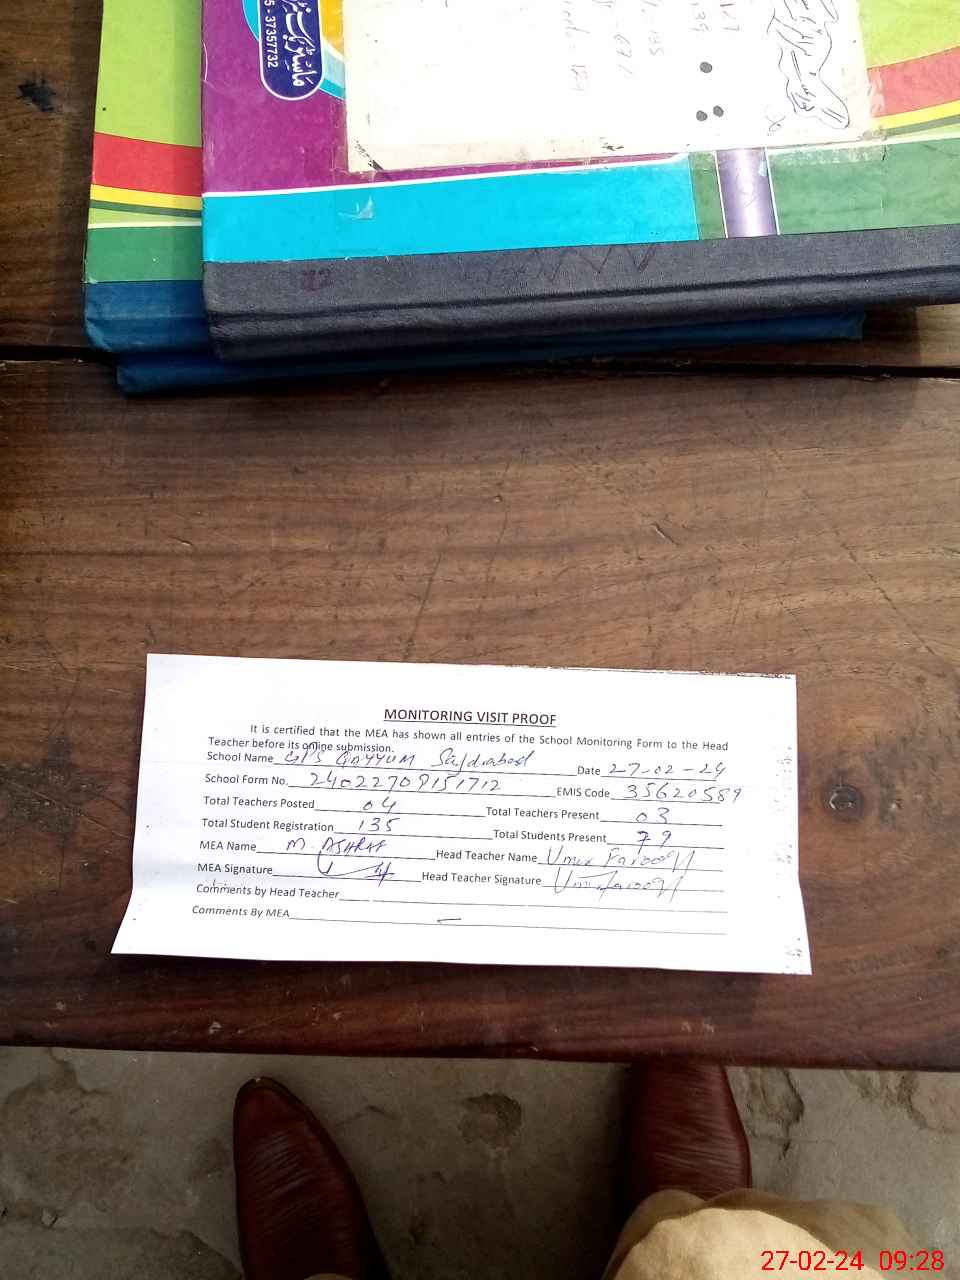 37357732
MONITORING VISIT PROOF
It is certified that the MEA has shown all entries of the School Monitoring Form to the Head
Teacher before its online submission.
School Name GPS QAYYUM Date 27-02-24
School Form No. 24022708151712 EMIS Code 35620589
Total Teachers Posted 04 Total Teachers Present 03
Total Student Registration 135 Total Students Present 79
MEA Name M. ASHRAF Head Teacher Name Umer Farooq
MEA Signature Head Teacher Signature Umerfarooq
Comments by Head Teacher
Comments By MEA —
27-02-24 09:28